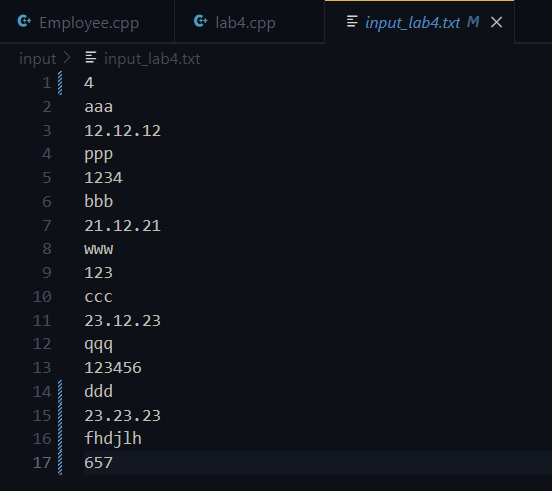 Employee.cpp lab4.cpp input_lab4.txt M
input > input_lab4.txt
1 4
2 aaa
3 12.12.12
4 ppp
5 1234
6 bbb
7 21.12.21
8 www
9 123
10 ccc
11 23.12.23
12 qqq
13 123456
14 ddd
15 23.23.23
16 fhdjlh
17 657